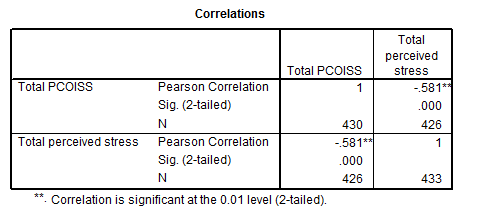 Correlations
Total PCOISS Total perceived stress
Total PCOISS Pearson Correlation 1 -.581**
Sig. (2-tailed) .000
N 430 426
Total perceived stress Pearson Correlation -.581** 1
Sig. (2-tailed) .000
N 426 433
**. Correlation is significant at the 0.01 level (2-tailed).